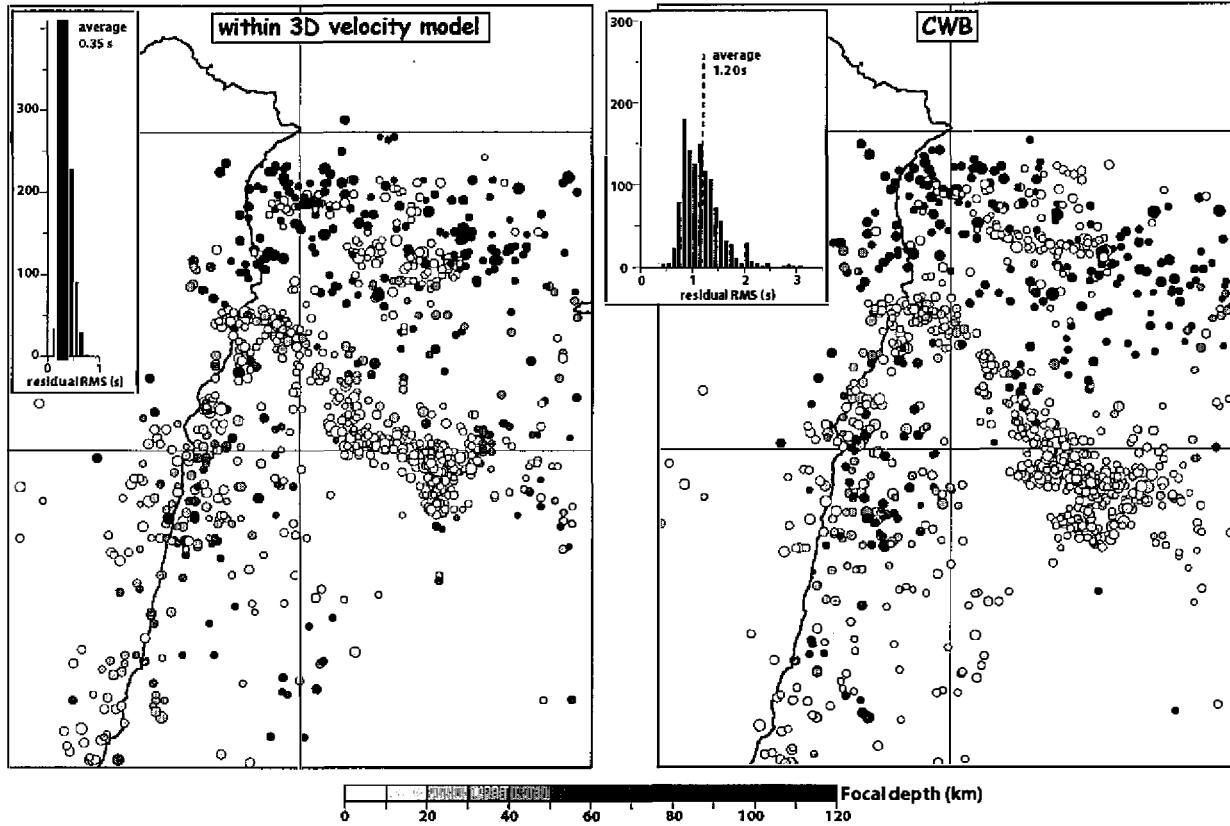 within 3D velocity model
average
0.35 s
300
200
100
0
0 1
residual RMS (s)
CWB
300
200
100
0
average
1.20 s
0 1 2 3
residual RMS (s)
Focal depth (km)
0 20 40 60 80 100 120